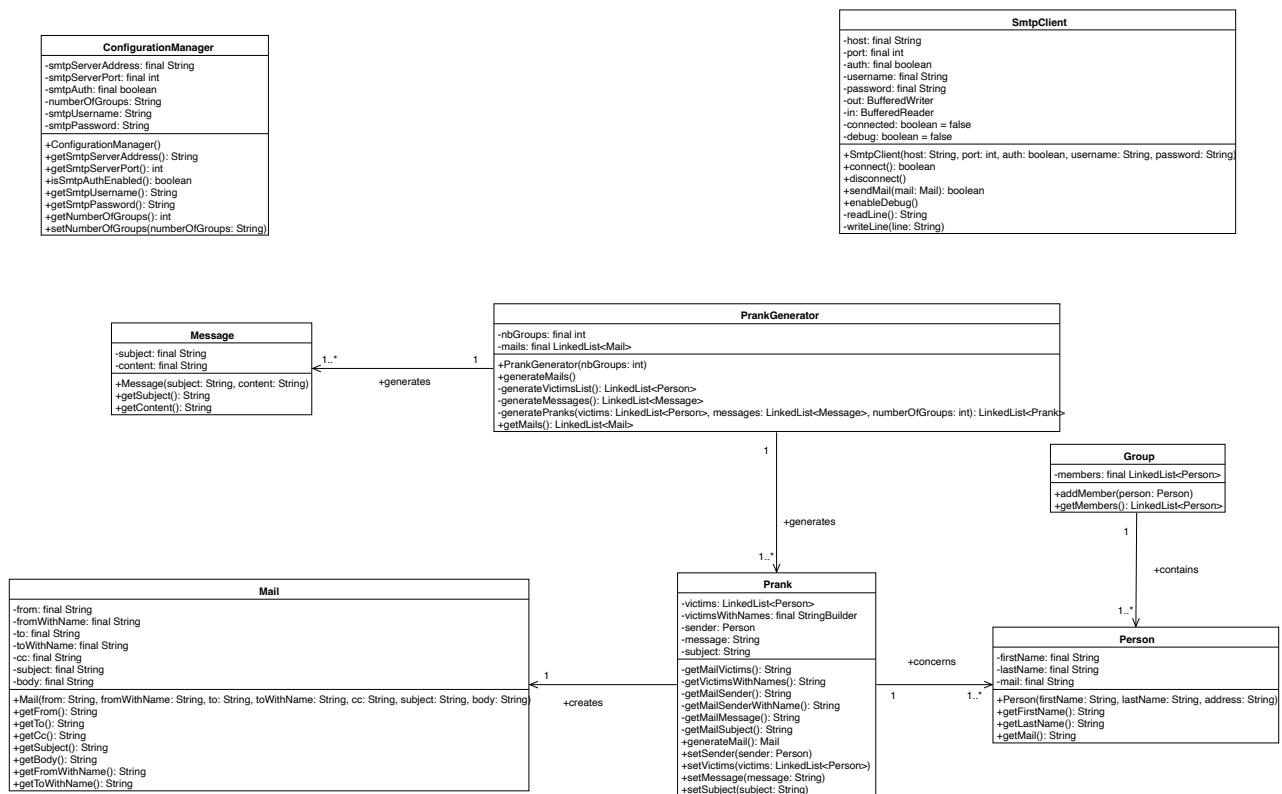 ConfigurationManager
-smtpServerAddress: final String
-smtpServerPort: final int
-smtpAuth: final boolean
-numberOfGroups: String
-smtpUsername: String
-smtpPassword: String
+ConfigurationManager()
+getSmtpServerAddress(): String
+getSmtpServerPort(): int
+isSmtpAuthEnabled(): boolean
+getSmtpUsername(): String
+getSmtpPassword(): String
+getNumberOfGroups(): int
+setNumberOfGroups(numberOfGroups: String)
SmtpClient
-host: final String
-port: final int
-auth: final boolean
-username: final String
-password: final String
-out: BufferedWriter
-in: BufferedReader
-connected: boolean = false
-debug: boolean = false
+SmtpClient(host: String, port: int, auth: boolean, username: String, password: String)
+connect(): boolean
+disconnect()
+sendMail(mail: Mail): boolean
+enableDebug()
-readLine(): String
-writeLine(line: String)
Message
-subject: final String
-content: final String
+Message(subject: String, content: String)
+getSubject(): String
+getContent(): String
1..*
1
+generates
PrankGenerator
-nbGroups: final int
-mails: final LinkedList<Mail>
+PrankGenerator(nbGroups: int)
+generateMails()
-generateVictimsList(): LinkedList<Person>
-generateMessages(): LinkedList<Message>
-generatePranks(victims: LinkedList<Person>, messages: LinkedList<Message>, numberOfGroups: int): LinkedList<Prank>
+getMails(): LinkedList<Mail>
1
+generates
1..*
Group
-members: final LinkedList<Person>
+addMember(person: Person)
+getMembers(): LinkedList<Person>
1
+contains
1..*
Mail
-from: final String
-fromWithName: final String
-to: final String
-toWithName: final String
-cc: final String
-subject: final String
-body: final String
+Mail(from: String, fromWithName: String, to: String, toWithName: String, cc: String, subject: String, body: String)
+getFrom(): String
+getTo(): String
+getCc(): String
+getSubject(): String
+getBody(): String
+getFromWithName(): String
+getToWithName(): String
1
+creates
Prank
-victims: LinkedList<Person>
-victimsWithNames: final StringBuilder
-sender: Person
-message: String
-subject: String
-getMailVictims(): String
-getVictimsWithNames(): String
-getMailSender(): String
-getMailSenderWithName(): String
-getMailMessage(): String
-getMailSubject(): String
+generateMail(): Mail
+setSender(sender: Person)
+setVictims(victims: LinkedList<Person>)
+setMessage(message: String)
+setSubject(subject: String)
+concerns
1
1..*
Person
-firstName: final String
-lastName: final String
-mail: final String
+Person(firstName: String, lastName: String, address: String)
+getFirstName(): String
+getLastName(): String
+getMail(): String